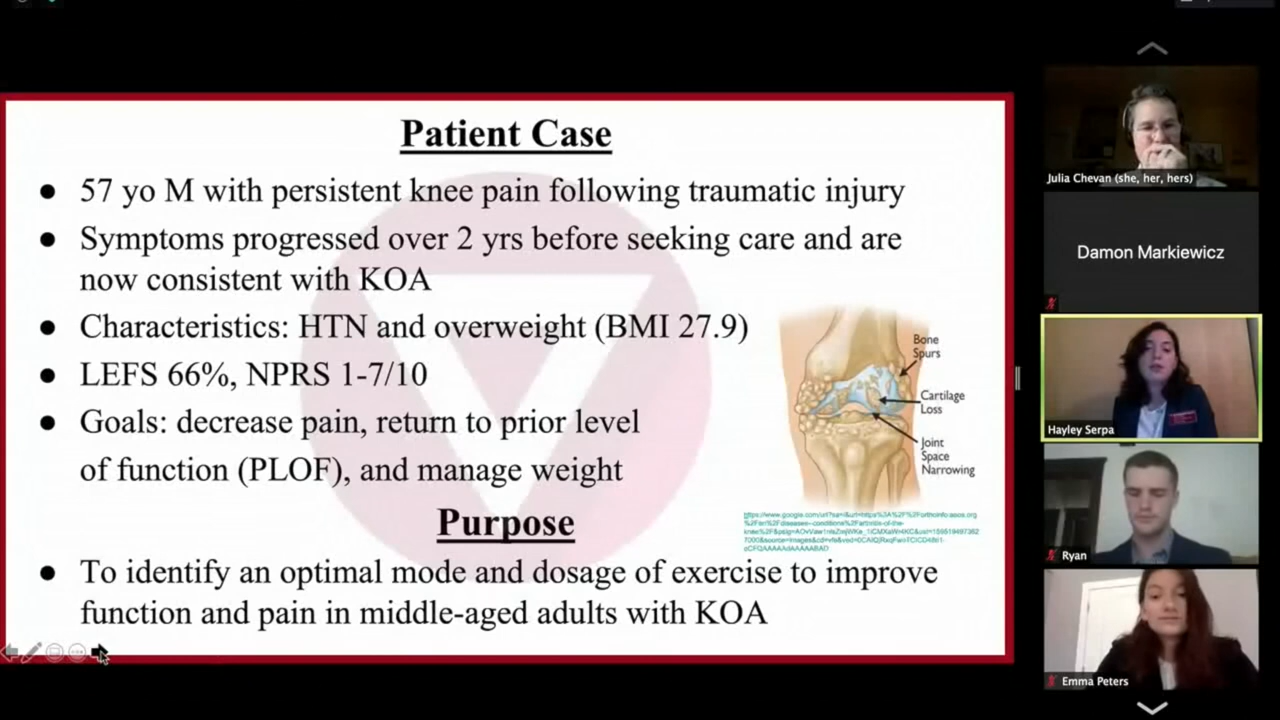 Patient Case
● 57 yo M with persistent knee pain following traumatic injury
● Symptoms progressed over 2 yrs before seeking care and are
now consistent with KOA
● Characteristics: HTN and overweight (BMI 27.9)
● LEFS 66%, NPRS 1-7/10
● Goals: decrease pain, return to prior level
of function (PLOF), and manage weight
Bone
Spurs
Cartilage
Loss
Joint
Space
Narrowing
Purpose
● To identify an optimal mode and dosage of exercise to improve
function and pain in middle-aged adults with KOA
Julia Chevan (she, her, hers)
Damon Markiewicz
Hayley Serpa
Ryan
Emma Peters